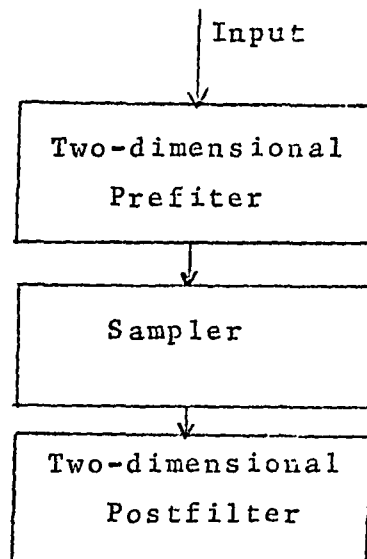 Input
Two-dimensional
Prefiter
Sampler
Two-dimensional
Postfilter